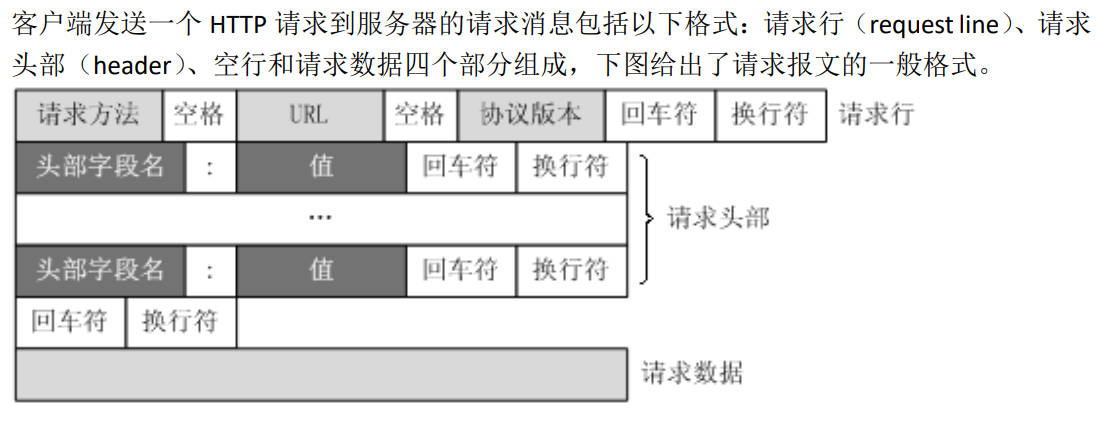 客户端发送一个 HTTP 请求到服务器的请求消息包括以下格式：请求行（request line）、请求
头部（header）、空行和请求数据四个部分组成，下图给出了请求报文的一般格式。
请求方法 空格 URL 空格 协议版本 回车符 换行符 请求行
头部字段名 : 值 回车符 换行符
… 请求头部
头部字段名 : 值 回车符 换行符
回车符 换行符
请求数据